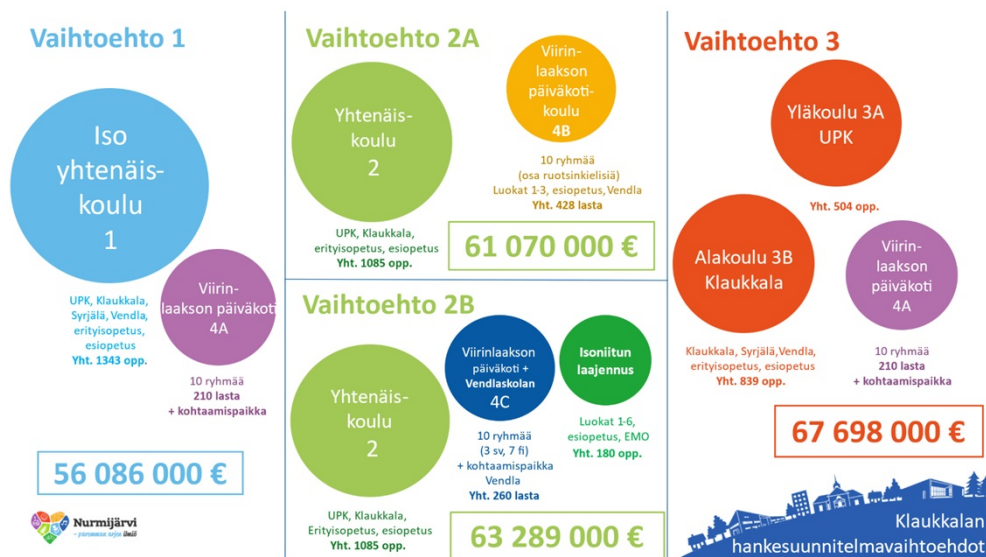 Vaihtoehto 1
Iso
yhtenäis-
koulu
1
UPK, Klaukkala,
Syrjälä, Vendla,
erityisopetus,
esiopetus
Yht. 1343 opp.
Viirin-
laakson päiväkoti
4A
10 ryhmää
210 lasta
+ kohtaamispaikka
56 086 000 €
Nurmijärvi
Vaihtoehto 2A
Yhtenäis-
koulu
2
UPK, Klaukkala,
erityisopetus, esiopetus
Yht. 1085 opp.
Viirin-
laakson
päiväkoti-
koulu
4B
10 ryhmää
(osa ruotsinkielisiä)
Luokat 1-3, esiopetus, Vendla
Yht. 428 lasta
61 070 000 €
Vaihtoehto 2B
Yhtenäis-
koulu
2
UPK, Klaukkala,
Erityisopetus, esiopetus
Yht. 1085 opp.
Viirinlaakson
päiväkoti +
Vendlaskolan
4C
10 ryhmää
(3 sv, 7 fi)
+ kohtaamispaikka
Vendla
Yht. 260 lasta
Isoniitun
laajennus
Luokat 1-6,
esiopetus, EMO
Yht. 180 opp.
63 289 000 €
Vaihtoehto 3
Yläkoulu 3A
UPK
Yht. 504 opp.
Alakoulu 3B
Klaukkala
Klaukkala, Syrjälä,Vendla,
erityisopetus, esiopetus
Yht. 839 opp.
Viirin-
laakson
päiväkoti
4A
10 ryhmää
210 lasta
+ kohtaamispaikka
67 698 000 €
Klaukkalan
hankesuunnitelmavaihtoehdot